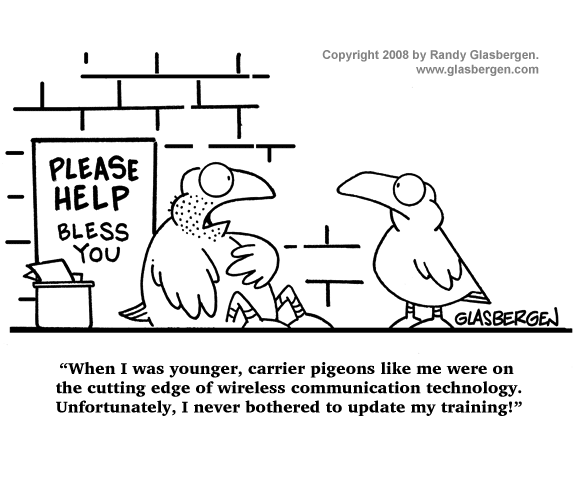 Copyright 2008 by Randy Glasbergen.
www.glasbergen.com
PLEASE
HELP
BLESS
YOU
GLASBERGEN
“When I was younger, carrier pigeons like me were on
the cutting edge of wireless communication technology.
Unfortunately, I never bothered to update my training!”